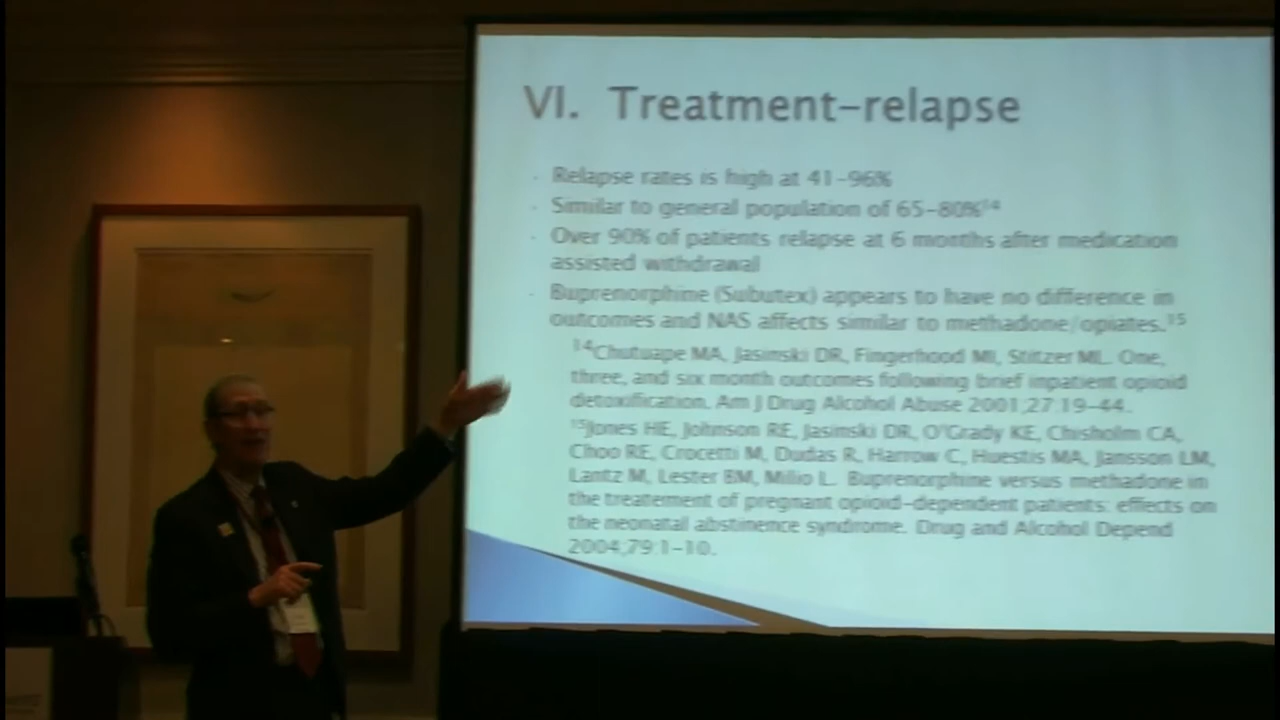 VI. Treatment-relapse
Relapse rates is high at 41-96%
Similar to general population of 65-80%14
Over 90% of patients relapse at 6 months after medication
assisted withdrawal
Buprenorphine (Subutex) appears to have no difference in
outcomes and NAS affects similar to methadone/opiates.15
14Chutuape MA, Jasinski DR, Fingerhood MI, Stitzer ML. One,
three, and six month outcomes following brief inpatient opioid
detoxification. Am J Drug Alcohol Abuse 2001;27:19-44.
15Jones HE, Johnson RE, Jasinski DR, O'Grady KE, Chisholm CA,
Choo RE, Crocetti M, Dudas R, Harrow C, Huestis MA, Jansson LM,
Lantz M, Lester BM, Milio L. Buprenorphine versus methadone in
the treatement of pregnant opioid-dependent patients: effects on
the neonatal abstinence syndrome. Drug and Alcohol Depend
2004;79:1-10.